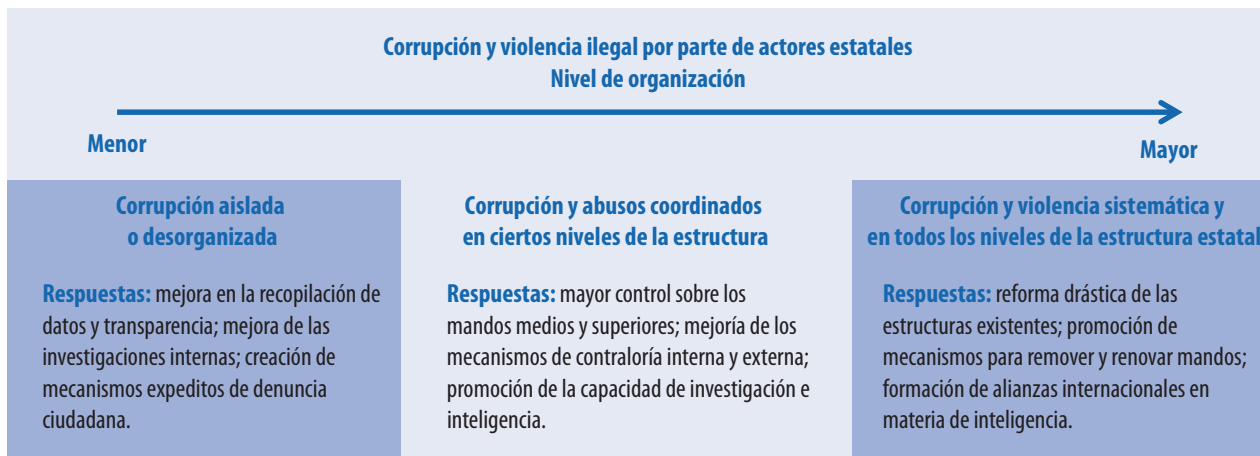 Corrupción y violencia ilegal por parte de actores estatales
Nivel de organización
Menor
Mayor
Corrupción aislada
o desorganizada
Respuestas: mejora en la recopilación de
datos y transparencia; mejora de las
investigaciones internas; creación de
mecanismos expeditos de denuncia
ciudadana.
Corrupción y abusos coordinados
en ciertos niveles de la estructura
Respuestas: mayor control sobre los
mandos medios y superiores; mejoría de los
mecanismos de contraloría interna y externa;
promoción de la capacidad de investigación e
inteligencia.
Corrupción y violencia sistemática y
en todos los niveles de la estructura estatal
Respuestas: reforma drástica de las
estructuras existentes; promoción de
mecanismos para remover y renovar mandos;
formación de alianzas internacionales en
materia de inteligencia.